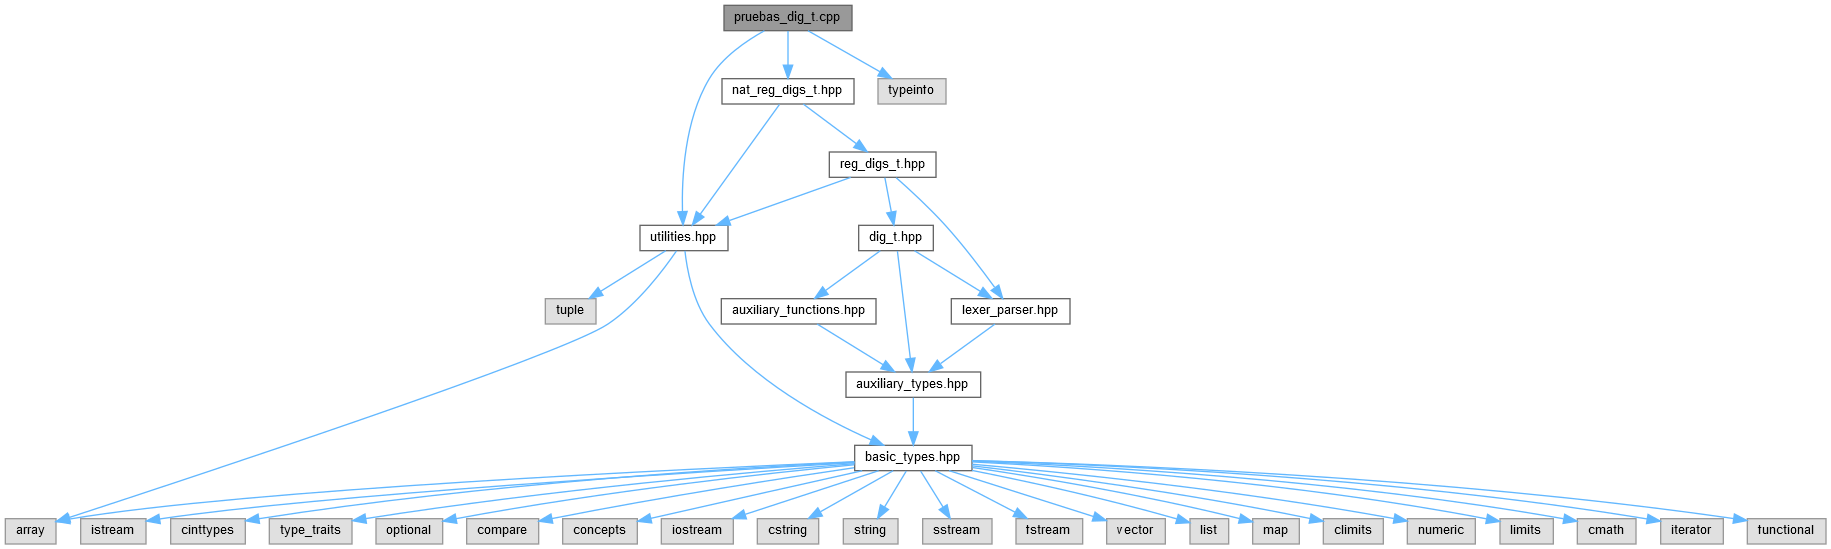 pruebas_dig_t.cpp
nat_reg_digs_t.hpp
typeinfo
reg_digs_t.hpp
utilities.hpp
dig_t.hpp
tuple
auxiliary_functions.hpp
lexer_parser.hpp
auxiliary_types.hpp
basic_types.hpp
array
istream
cinttypes
type_traits
optional
compare
concepts
iostream
cstring
string
sstream
fstream
vector
list
map
climits
numeric
limits
cmath
iterator
functional